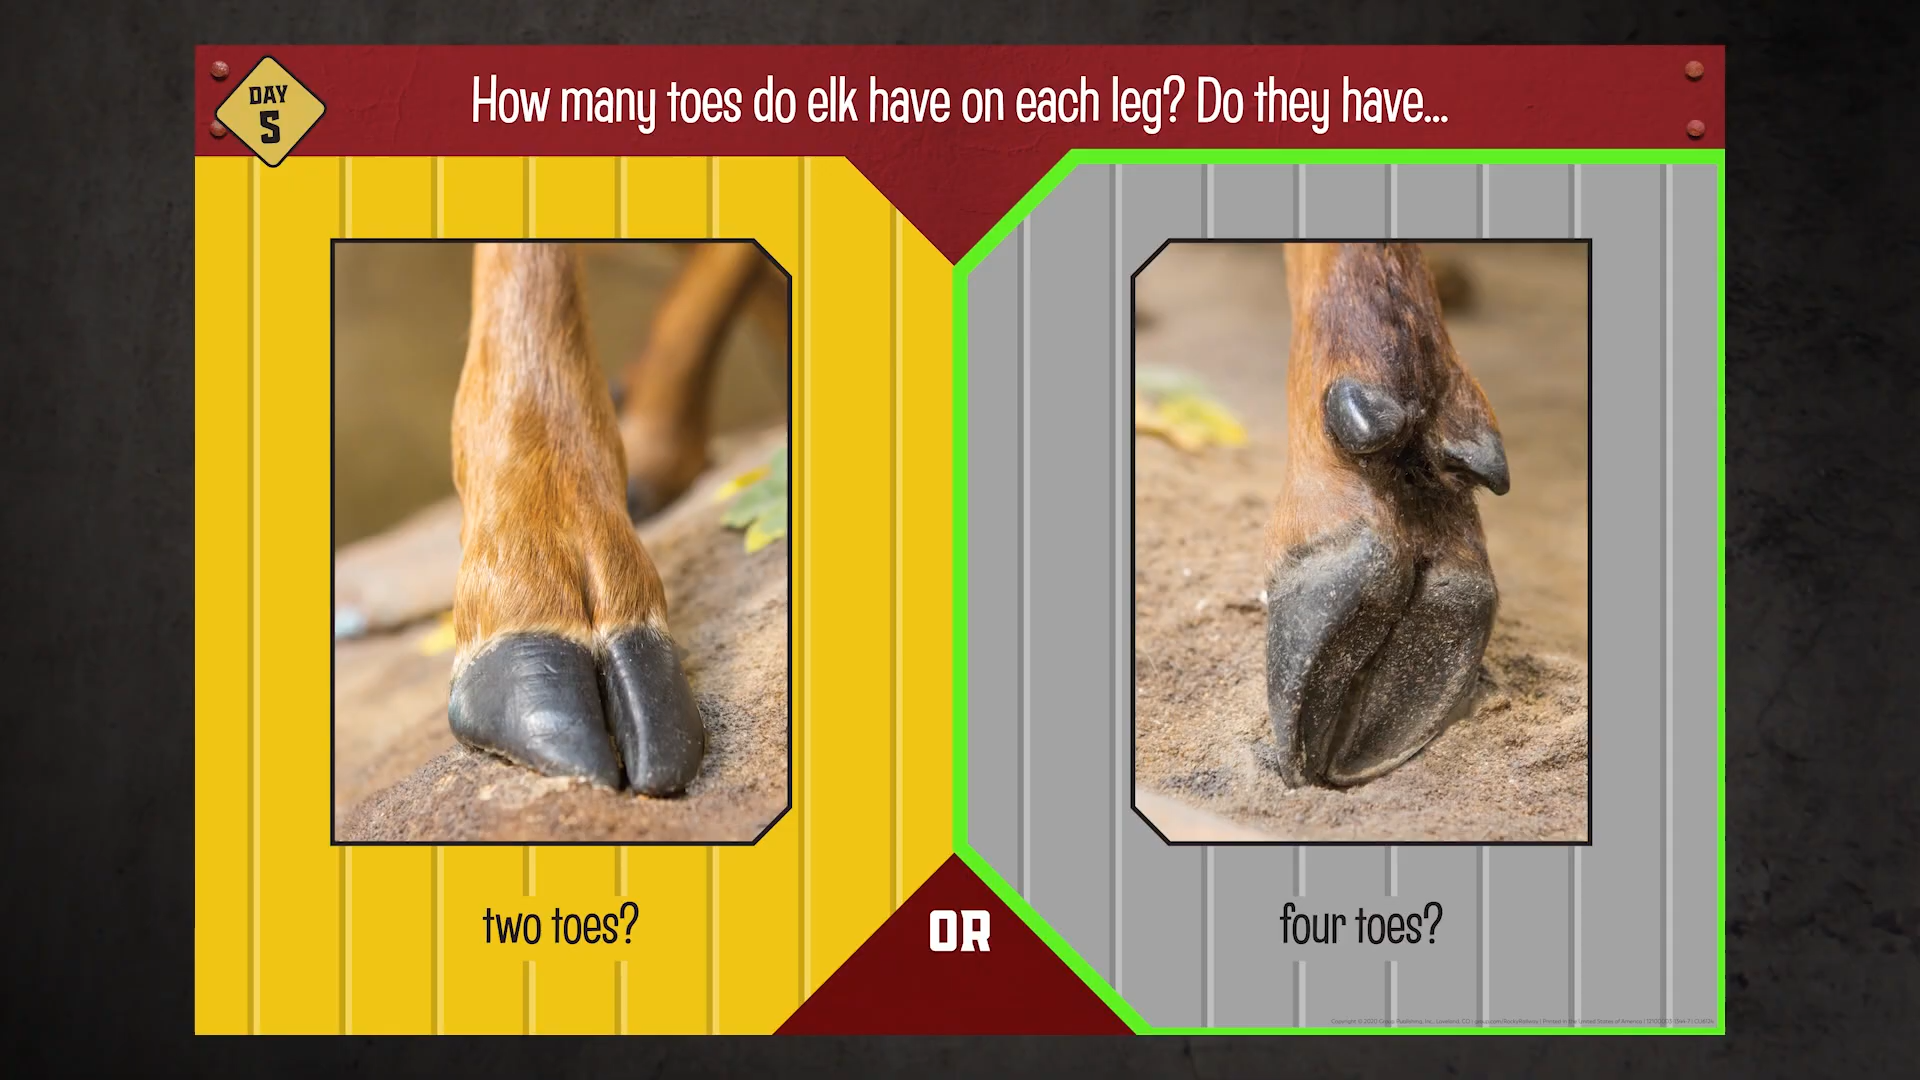 DAY
5
How many toes do elk have on each leg? Do they have...
two toes?
OR
four toes?